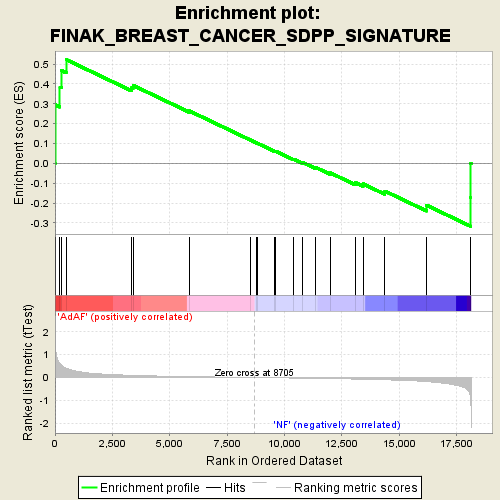 Enrichment plot:
FINAK_BREAST_CANCER_SDPP_SIGNATURE
Enrichment score (ES)
0.5
0.4
0.3
0.2
0.1
0.0
-0.1
-0.2
-0.3
'AdAF' (positively correlated)
Ranked list metric (tTest)
2
1
0
-1
-2
Zero cross at 8705
'NF' (negatively correlated)
0
2,500
5,000
7,500
10,000
12,500
15,000
17,500
Rank in Ordered Dataset
Enrichment profile
Hits
Ranking metric scores